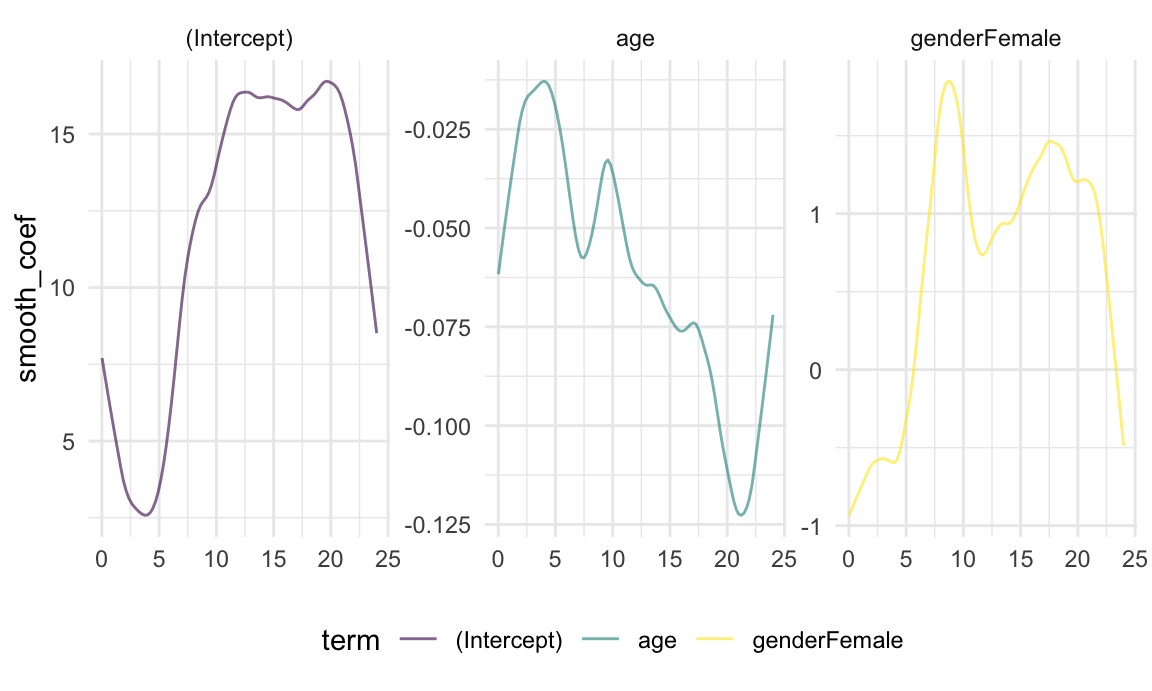 (Intercept) age genderFemale
smooth_coef
15
10
5
-0.025
-0.050
-0.075
-0.100
-0.125
1
0
-1
0 5 10 15 20 25 0 5 10 15 20 25 0 5 10 15 20 25
term (Intercept) age genderFemale